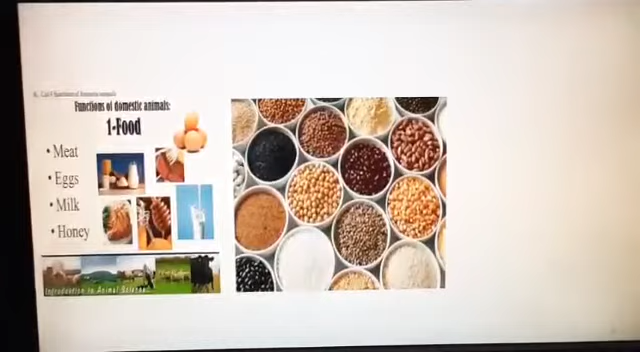 Functions of domestic animals:
1-Food
• Meat
• Eggs
• Milk
• Honey
Introduction to Animal Science